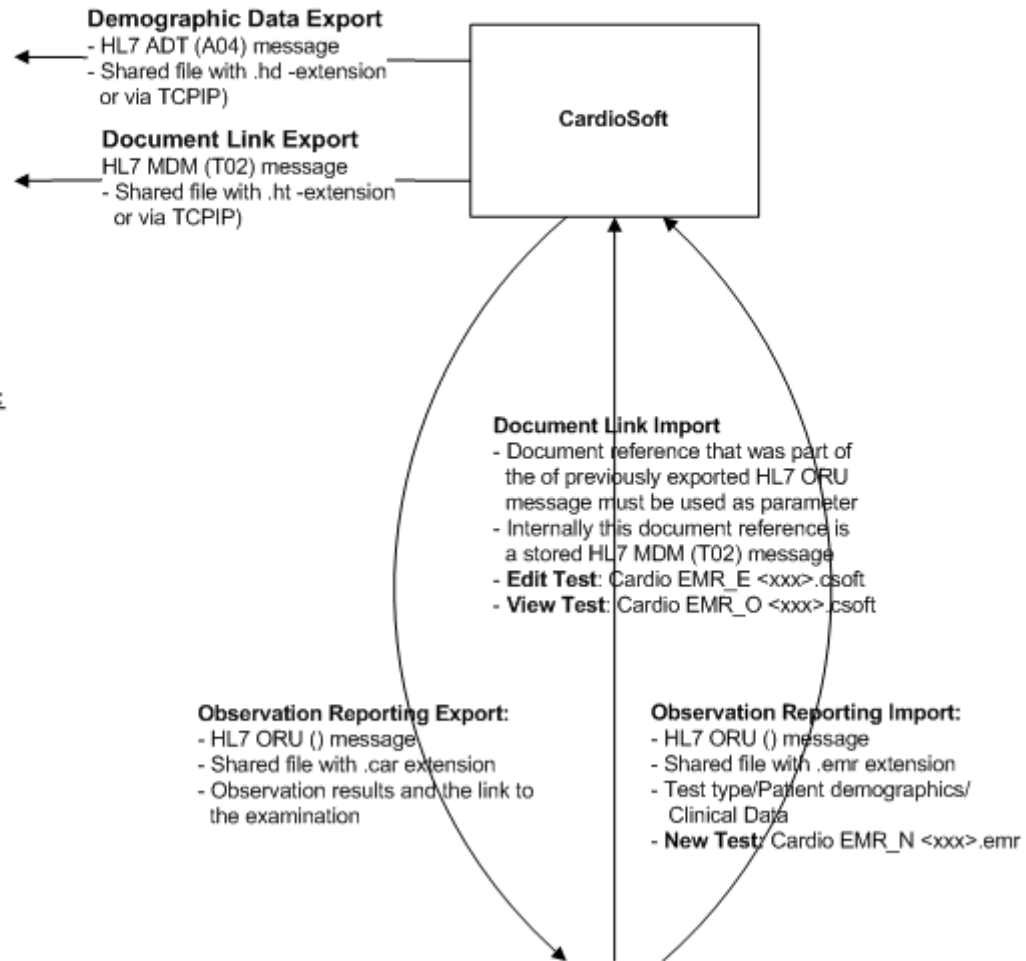 Demographic Data Export
- HL7 ADT (A04) message
- Shared file with .hd -extension
or via TCPIP)
Document Link Export
HL7 MDM (T02) message
- Shared file with .ht -extension
or via TCPIP)
CardioSoft
Document Link Import
- Document reference that was part of
the of previously exported HL7 ORU
message must be used as parameter
- Internally this document reference is
a stored HL7 MDM (T02) message
- Edit Test: Cardio EMR_E <xxx>.csoft
- View Test: Cardio EMR_O <xxx>.csoft
Observation Reporting Export:
- HL7 ORU () message
- Shared file with .car extension
- Observation results and the link to
the examination
Observation Reporting Import:
- HL7 ORU () message
- Shared file with .emr extension
- Test type/Patient demographics/
Clinical Data
- New Test: Cardio EMR_N <xxx>.emr